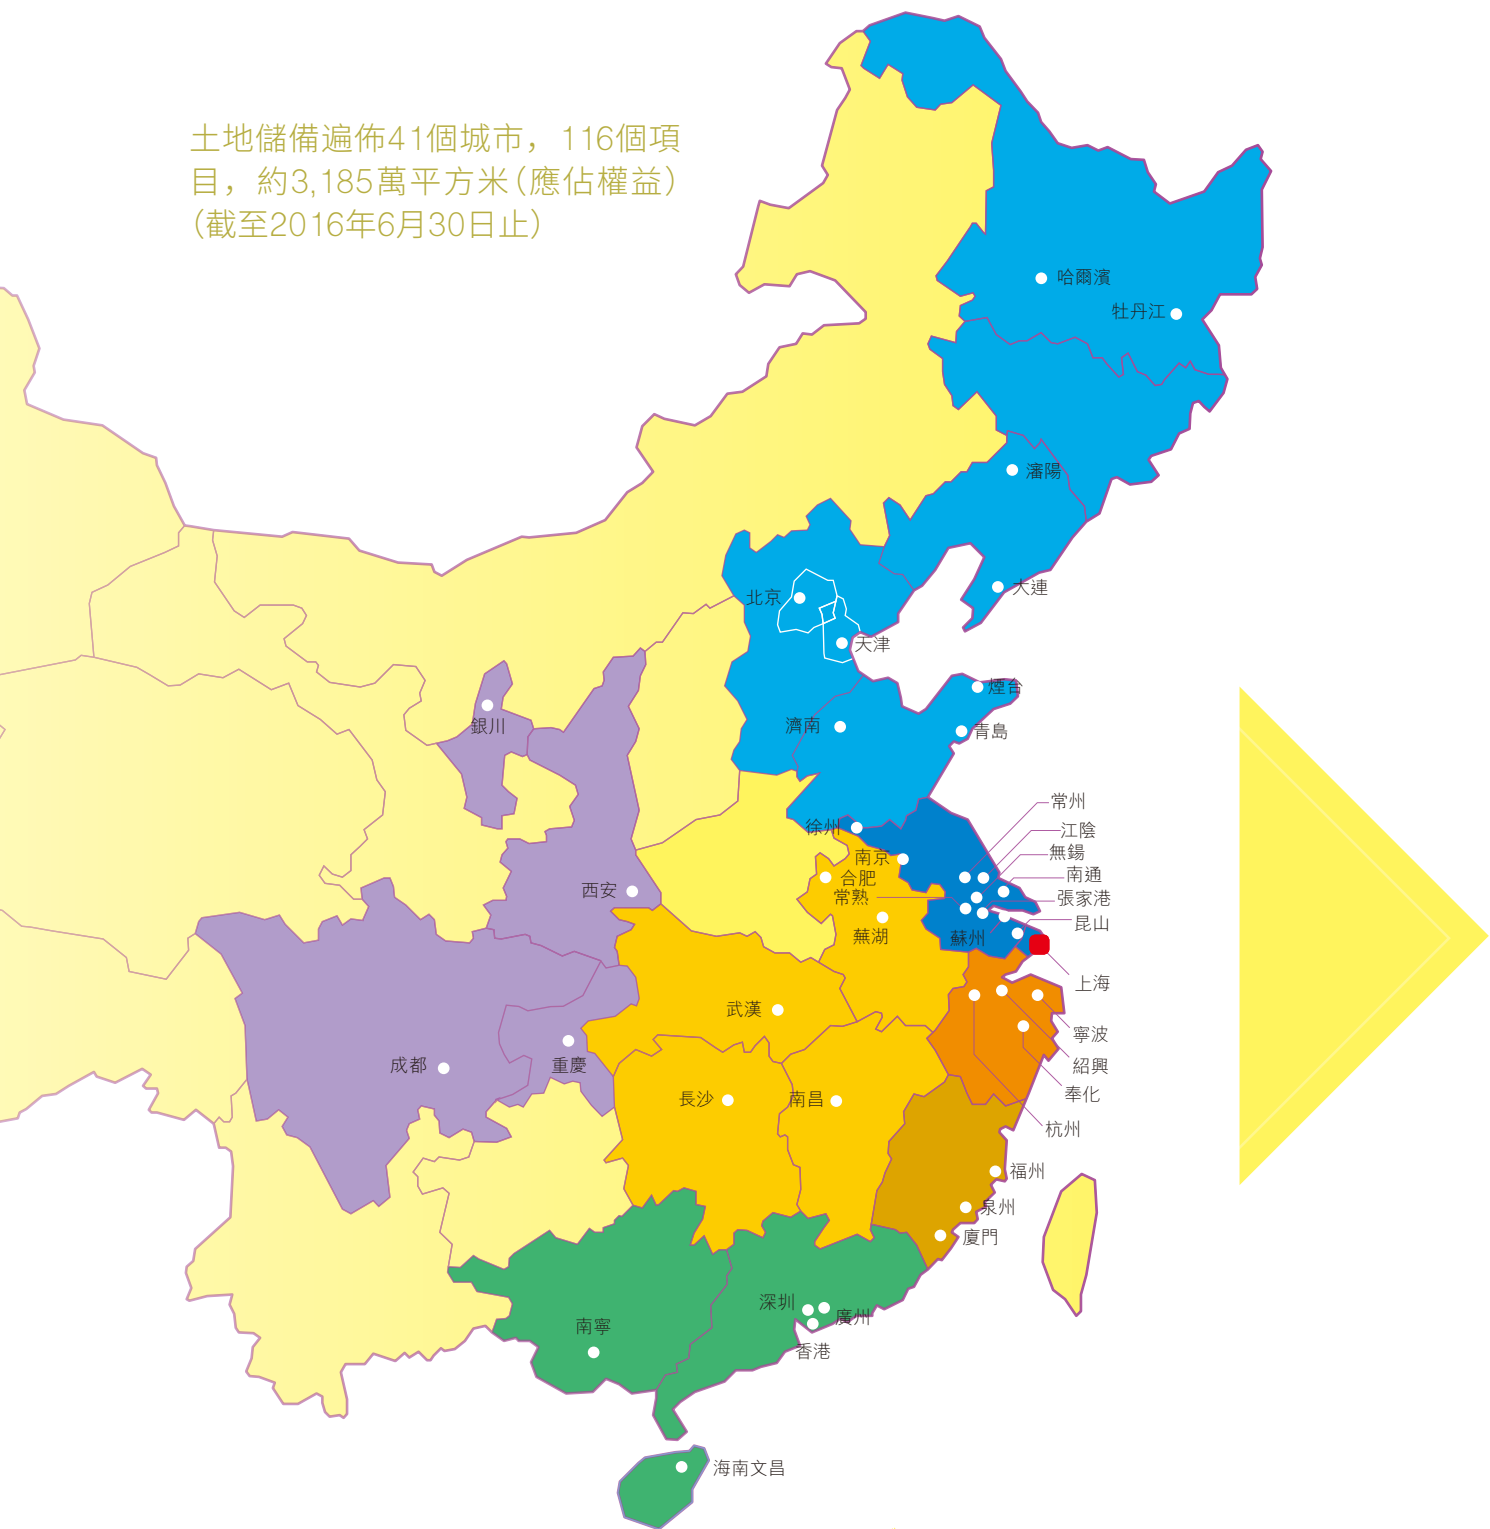 土地儲備遍佈41個城市，116個項
目，約3,185萬平方米（應佔權益）
（截至2016年6月30日止）
哈爾濱
牡丹江
瀋陽
大連
北京
天津
煙台
濟南
青島
銀川
常州
徐州
江陰
無錫
南京
南通
合肥
西安
常熟
張家港
昆山
蕪湖
蘇州
上海
武漢
寧波
成都
重慶
紹興
奉化
長沙
南昌
杭州
福州
泉州
廈門
深圳
廣州
南寧
香港
海南文昌